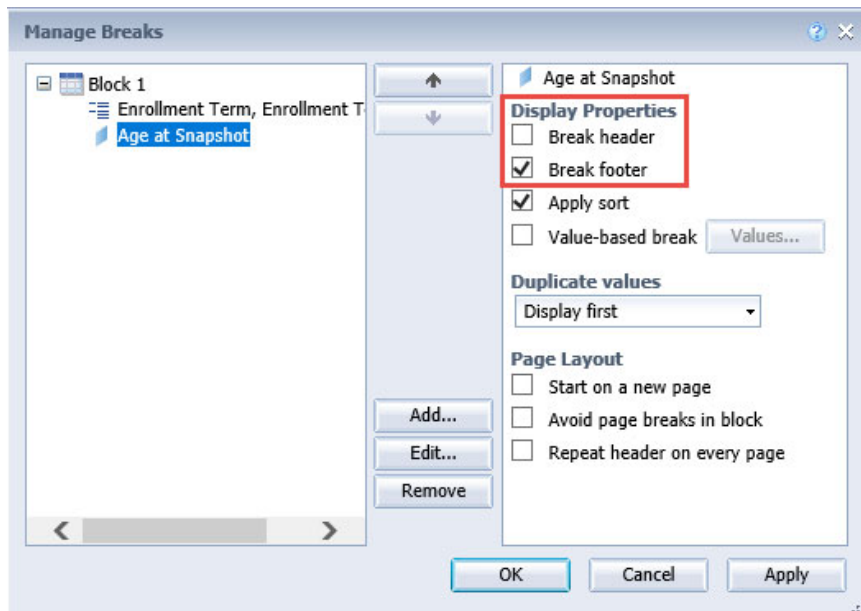 Manage Breaks
Block 1
Enrollment Term, Enrollment T
Age at Snapshot
Add...
Edit...
Remove
Age at Snapshot
Display Properties
Break header
Break footer
Apply sort
Value-based break Values...
Duplicate values
Display first
Page Layout
Start on a new page
Avoid page breaks in block
Repeat header on every page
OK Cancel Apply